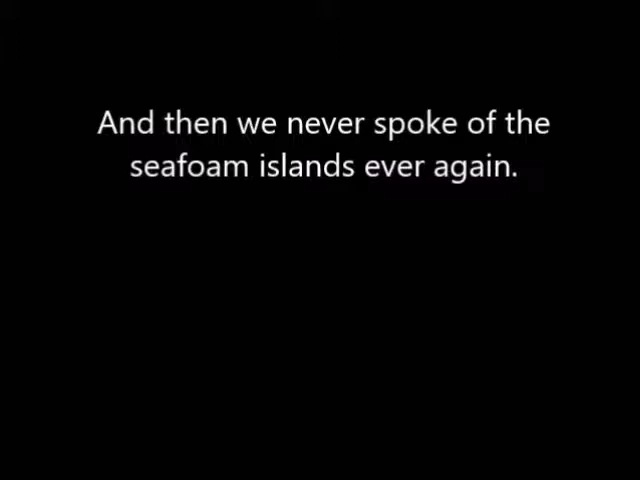 And then we never spoke of the
seafoam islands ever again.